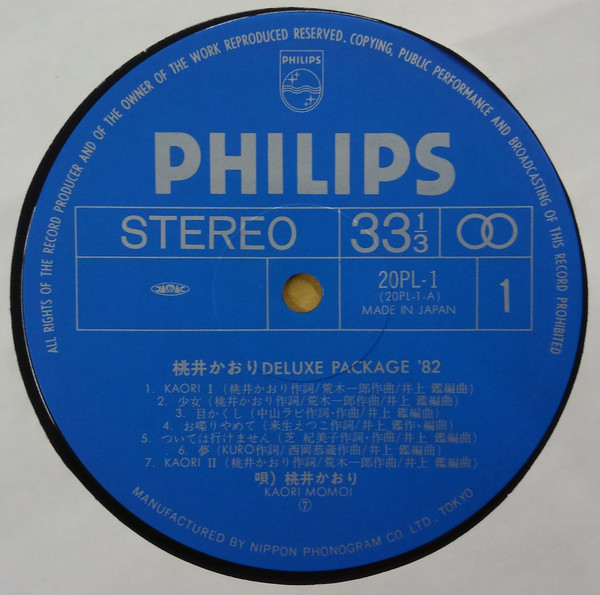 ALL RIGHTS OF THE RECORD PRODUCER AND OF THE OWNER OF THE WORK REPRODUCED RESERVED. COPYING, PUBLIC PERFORMANCE AND BROADCASTING OF THIS RECORD PROHIBITED
PHILIPS
PHILIPS
STEREO 33 1/3
JASRAC 20PL-1 1
(20PL-1-A)
MADE IN JAPAN
桃井かおり DELUXE PACKAGE '82
1. KAORI I (桃井かおり作詞/荒木一郎作曲/井上 鑑編曲)
2. 少女 (桃井かおり作詞/荒木一郎作曲/井上 鑑編曲)
3. 目かくし (中山ラビ作詞・作曲/井上 鑑編曲)
4. お喋りやめて (来生えつこ作詞/井上 鑑作・編曲)
5. ついては行けません (芝 紀美子作詞・作曲/井上 鑑編曲)
6. 夢 (KURO作詞/西岡恭蔵作曲/井上 鑑編曲)
7. KAORI II (桃井かおり作詞/荒木一郎作曲/井上 鑑編曲)
唄) 桃井かおり
KAORI MOMOI
⑦
MANUFACTURED BY NIPPON PHONOGRAM CO. LTD., TOKYO